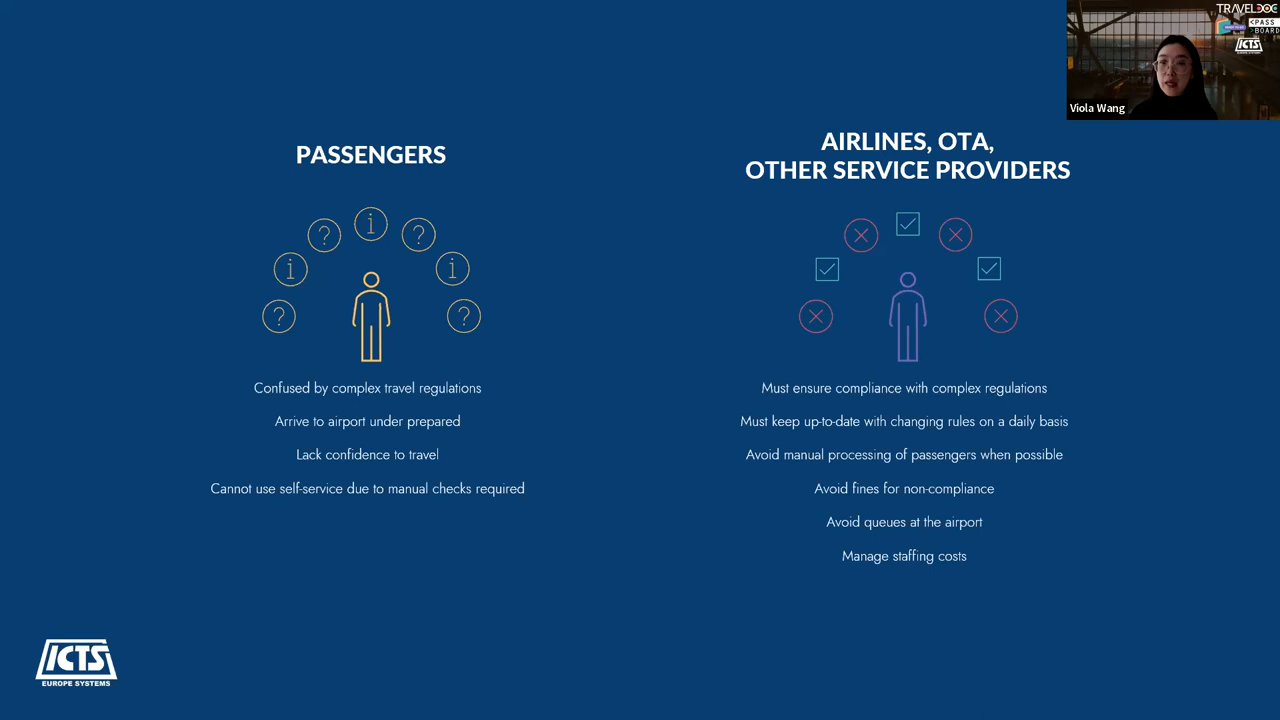 TRAVELDOC
<PASS
>BOARD
ICTS
EUROPE SYSTEMS
Viola Wang
PASSENGERS
? i ? i ? i ?
Confused by complex travel regulations
Arrive to airport under prepared
Lack confidence to travel
Cannot use self-service due to manual checks required
AIRLINES, OTA,
OTHER SERVICE PROVIDERS
Must ensure compliance with complex regulations
Must keep up-to-date with changing rules on a daily basis
Avoid manual processing of passengers when possible
Avoid fines for non-compliance
Avoid queues at the airport
Manage staffing costs
ICTS
EUROPE SYSTEMS